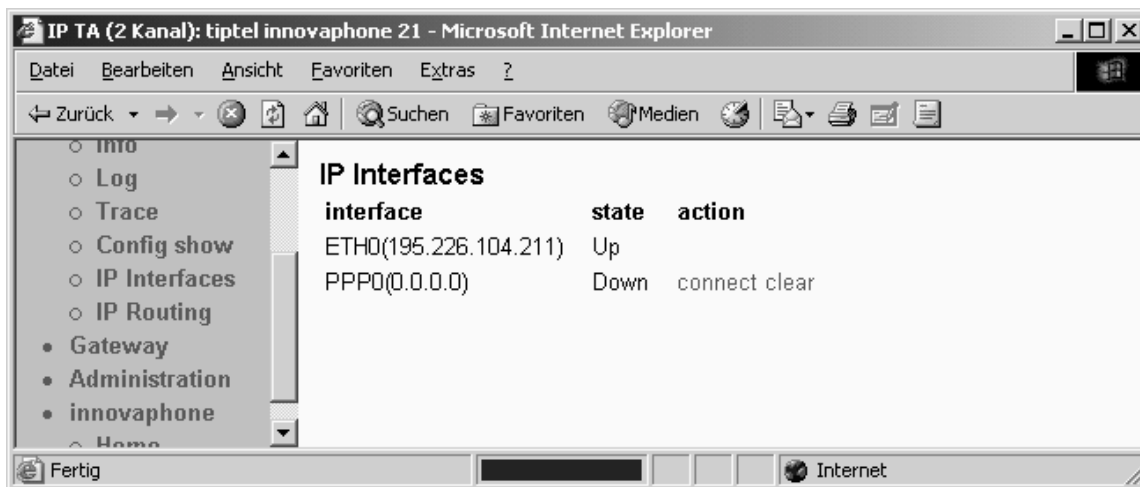 IP TA (2 Kanal): tiptel innovaphone 21 - Microsoft Internet Explorer
Datei Bearbeiten Ansicht Favoriten Extras ?
Zurück Suchen Favoriten Medien
Info
Log
Trace
Config show
IP Interfaces
IP Routing
Gateway
Administration
innovaphone
Home
IP Interfaces
interface state action
ETH0(195.226.104.211) Up
PPP0(0.0.0.0) Down connect clear
Fertig Internet